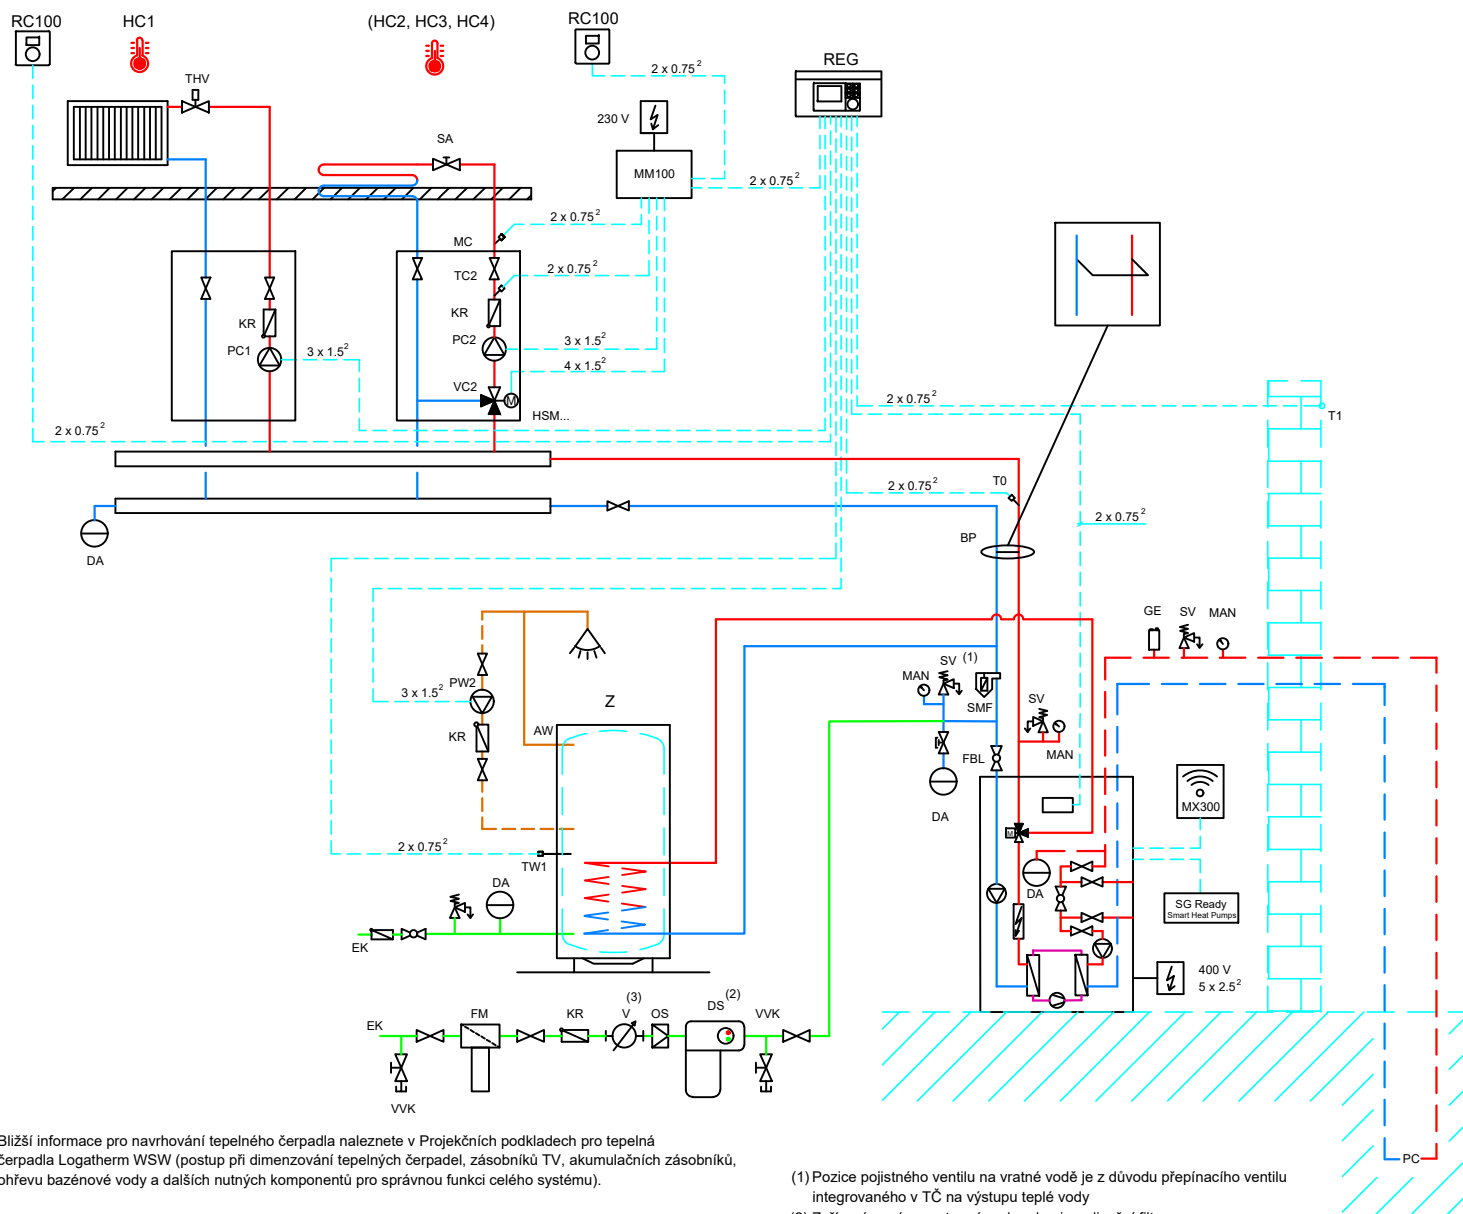 RC100
HC1
(HC2, HC3, HC4)
RC100
REG
THV
2 x 0.75²
230 V
SA
MM100
2 x 0.75²
2 x 0.75²
MC
TC2
2 x 0.75²
KR
KR
PC1
3 x 1.5²
PC2
3 x 1.5²
4 x 1.5²
VC2
M
HSM...
2 x 0.75²
2 x 0.75²
T1
T0
2 x 0.75²
2 x 0.75²
BP
DA
GE
SV
MAN
SV
(1)
MAN
SMF
SV
MAN
FBL
DA
PW2
3 x 1.5²
Z
KR
AW
MX300
M
2 x 0.75²
TW1
DA
DA
SG Ready
Smart Heat Pumps
EK
400 V
5 x 2.5²
EK
FM
KR
(3)
V
OS
DS
(2)
VVK
VVK
PC
Bližší informace pro navrhování tepelného čerpadla naleznete v Projekčních podkladech pro tepelná
čerpadla Logatherm WSW (postup při dimenzování tepelných čerpadel, zásobníků TV, akumulačních zásobníků,
ohřevu bazénové vody a dalších nutných komponentů pro správnou funkci celého systému).
(1) Pozice pojistného ventilu na vratné vodě je z důvodu přepínacího ventilu
integrovaného v TČ na výstupu teplé vody